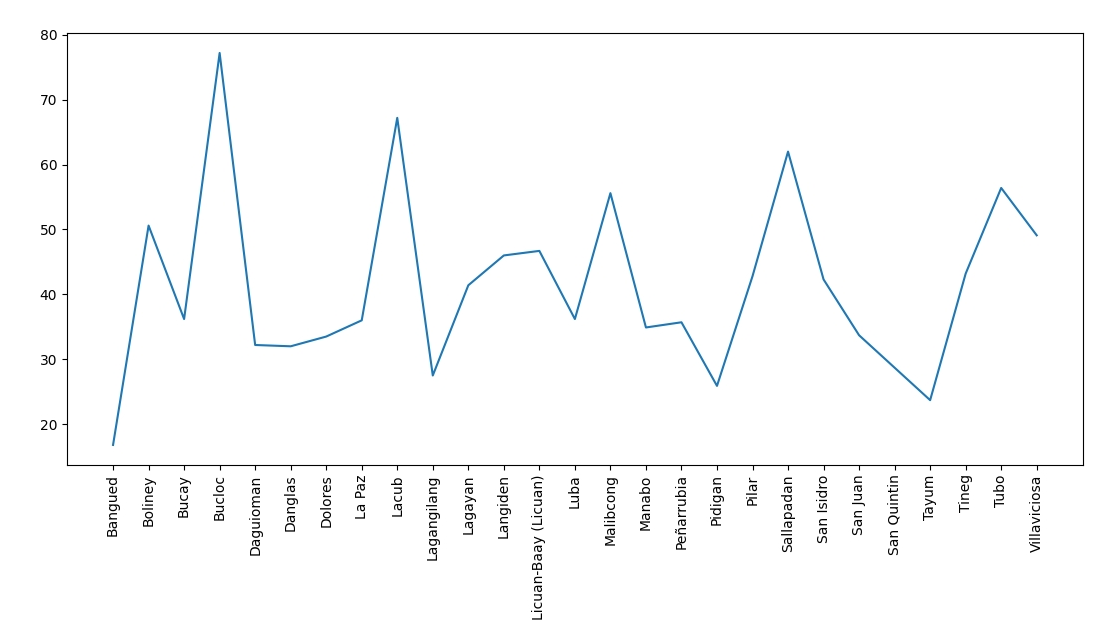 80
70
60
50
40
30
20
Bangued
Boliney
Bucay
Bucloc
Daguioman
Danglas
Dolores
La Paz
Lacub
Lagangilang
Lagayan
Langiden
Licuan-Baay (Licuan)
Luba
Malibcong
Manabo
Peñarrubia
Pidigan
Pilar
Sallapadan
San Isidro
San Juan
San Quintin
Tayum
Tineg
Tubo
Villaviciosa